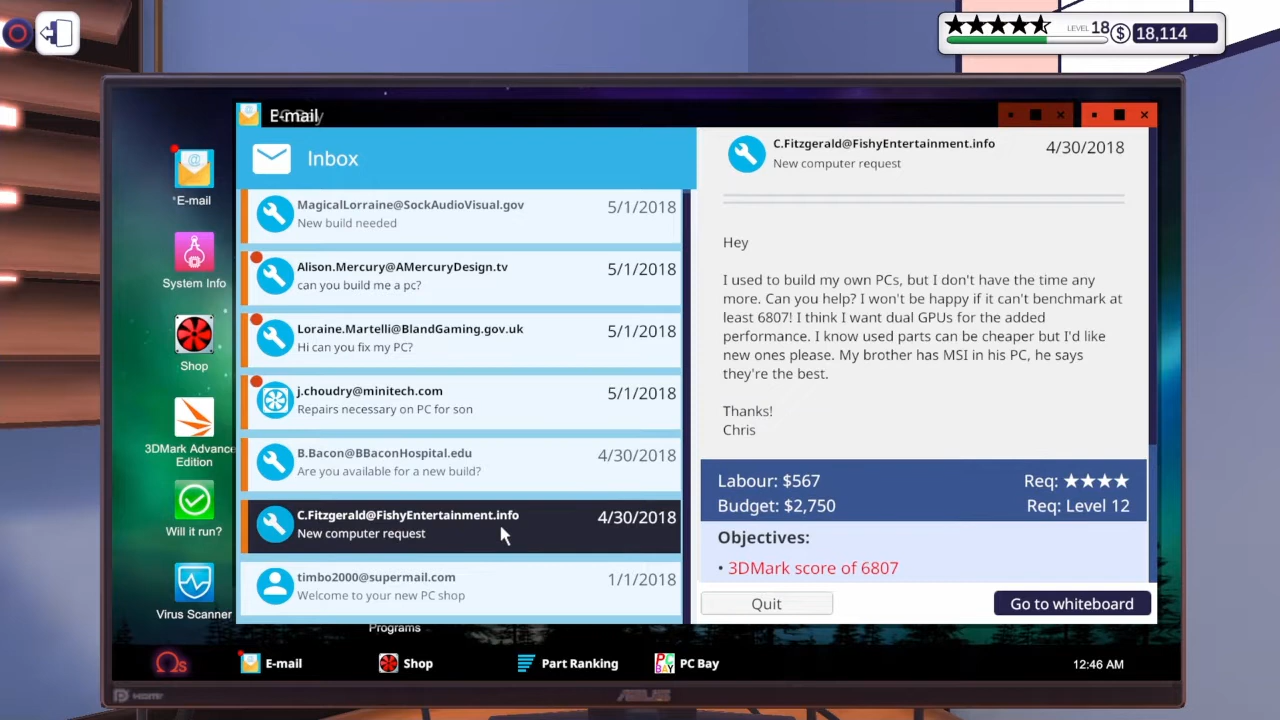 LEVEL 18 $ 18,114
E-mail
Inbox
MagicalLorraine@SockAudioVisual.gov 5/1/2018
New build needed
Alison.Mercury@AMercuryDesign.tv 5/1/2018
can you build me a pc?
Loraine.Martelli@BlandGaming.gov.uk 5/1/2018
Hi can you fix my PC?
j.choudry@minitech.com 5/1/2018
Repairs necessary on PC for son
B.Bacon@BBaconHospital.edu 4/30/2018
Are you available for a new build?
C.Fitzgerald@FishyEntertainment.info 4/30/2018
New computer request
timbo2000@supermail.com 1/1/2018
Welcome to your new PC shop
C.Fitzgerald@FishyEntertainment.info 4/30/2018
New computer request
Hey
I used to build my own PCs, but I don't have the time any
more. Can you help? I won't be happy if it can't benchmark at
least 6807! I think I want dual GPUs for the added
performance. I know used parts can be cheaper but I'd like
new ones please. My brother has MSI in his PC, he says
they're the best.
Thanks!
Chris
Labour: $567 Req: ★★★★
Budget: $2,750 Req: Level 12
Objectives:
• 3DMark score of 6807
Quit Go to whiteboard
E-mail
System Info
Shop
3DMark Advance
Edition
Will it run?
Virus Scanner
Programs
E-mail Shop Part Ranking PC BAY PC Bay 12:46 AM
HDMI ASUS